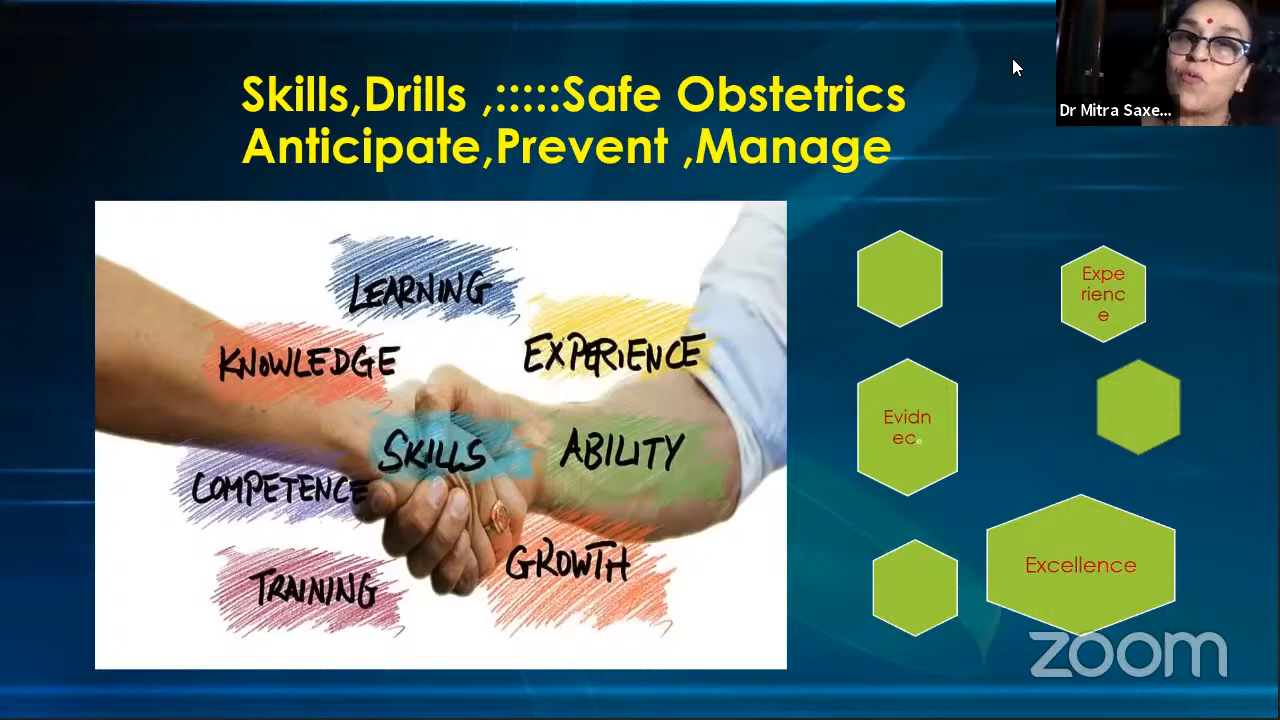 Skills,Drills ,:::::Safe Obstetrics
Anticipate,Prevent ,Manage
Dr Mitra Saxe...
LEARNING
KNOWLEDGE
EXPERIENCE
SKILLS
ABILITY
COMPETENCE
GROWTH
TRAINING
Expe
rienc
e
Evidn
ece
Excellence
zoom